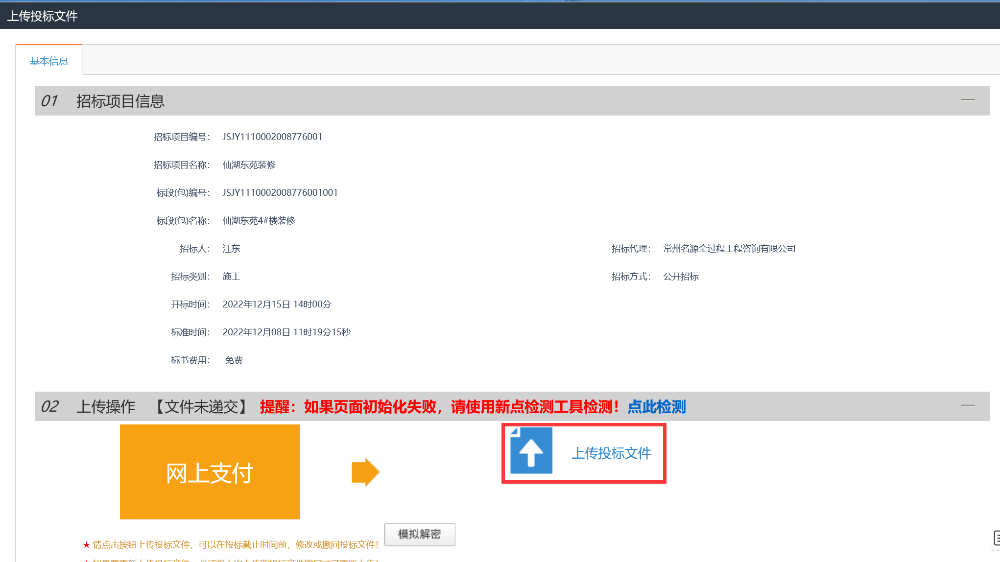 上传投标文件
基本信息
01 招标项目信息
招标项目编号： JSJY1110002008776001
招标项目名称： 仙湖东苑装修
标段(包)编号： JSJY1110002008776001001
标段(包)名称： 仙湖东苑4#楼装修
招标人： 江东 招标代理： 常州名源全过程工程咨询有限公司
招标类别： 施工 招标方式： 公开招标
开标时间： 2022年12月15日 14时00分
标准时间： 2022年12月08日 11时19分15秒
标书费用： 免费
02 上传操作 【文件未递交】 提醒：如果页面初始化失败，请使用新点检测工具检测！点此检测
网上支付
上传投标文件
模拟解密
★ 请点击按钮上传投标文件，可以在投标截止时间前，修改或撤回投标文件！